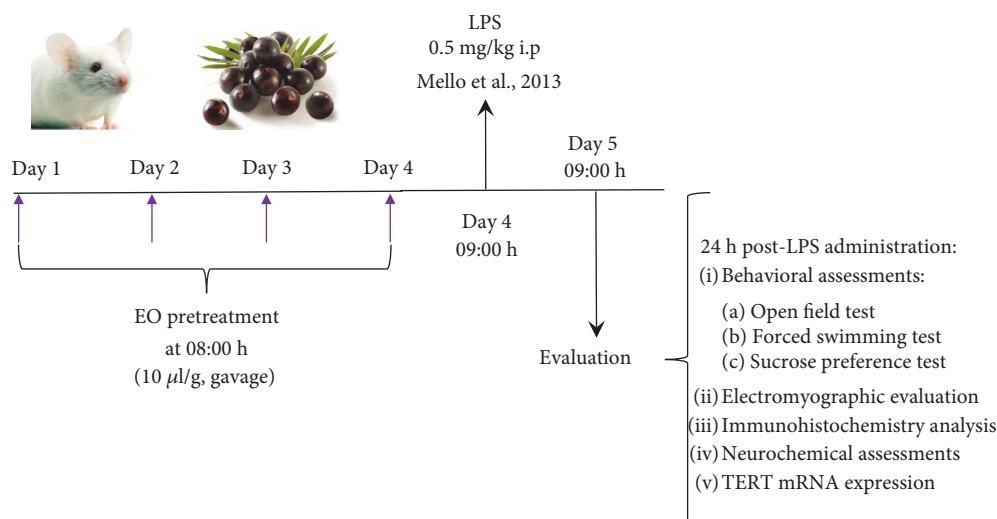 LPS
0.5 mg/kg i.p
Mello et al., 2013
Day 1
Day 2
Day 3
Day 4
Day 5
09:00 h
Day 4
09:00 h
EO pretreatment
at 08:00 h
(10 μl/g, gavage)
Evaluation
24 h post-LPS administration:
(i) Behavioral assessments:
(a) Open field test
(b) Forced swimming test
(c) Sucrose preference test
(ii) Electromyographic evaluation
(iii) Immunohistochemistry analysis
(iv) Neurochemical assessments
(v) TERT mRNA expression